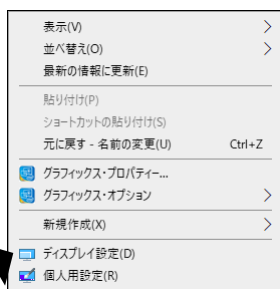 表示(V)
並べ替え(O)
最新の情報に更新(E)
貼り付け(P)
ショートカットの貼り付け(S)
元に戻す - 名前の変更(U) Ctrl+Z
グラフィックス・プロパティー...
グラフィックス・オプション
新規作成(X)
ディスプレイ設定(D)
個人用設定(R)